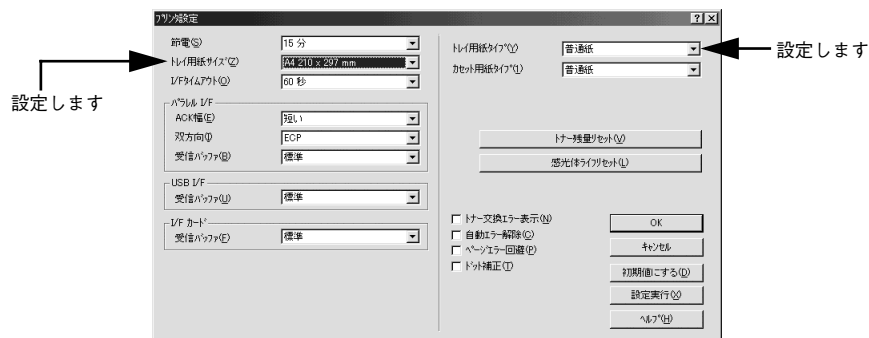 プリンタ設定
節電(S) 15 分
トレイ用紙サイズ(Z) A4 210 x 297 mm
I/Fタイムアウト(O) 60 秒
パラレル I/F
ACK幅(E) 短い
双方向(I) ECP
受信バッファ(B) 標準
USB I/F
受信バッファ(U) 標準
I/F カード
受信バッファ(F) 標準
設定します
トレイ用紙タイプ(Y) 普通紙
カセット用紙タイプ(1) 普通紙
設定します
トナー残量リセット(V)
感光体ライフリセット(L)
トナー交換エラー表示(N)
自動エラー解除(C)
ページエラー回避(P)
ドット補正(T)
OK
キャンセル
初期値にする(D)
設定実行(X)
ヘルプ(H)